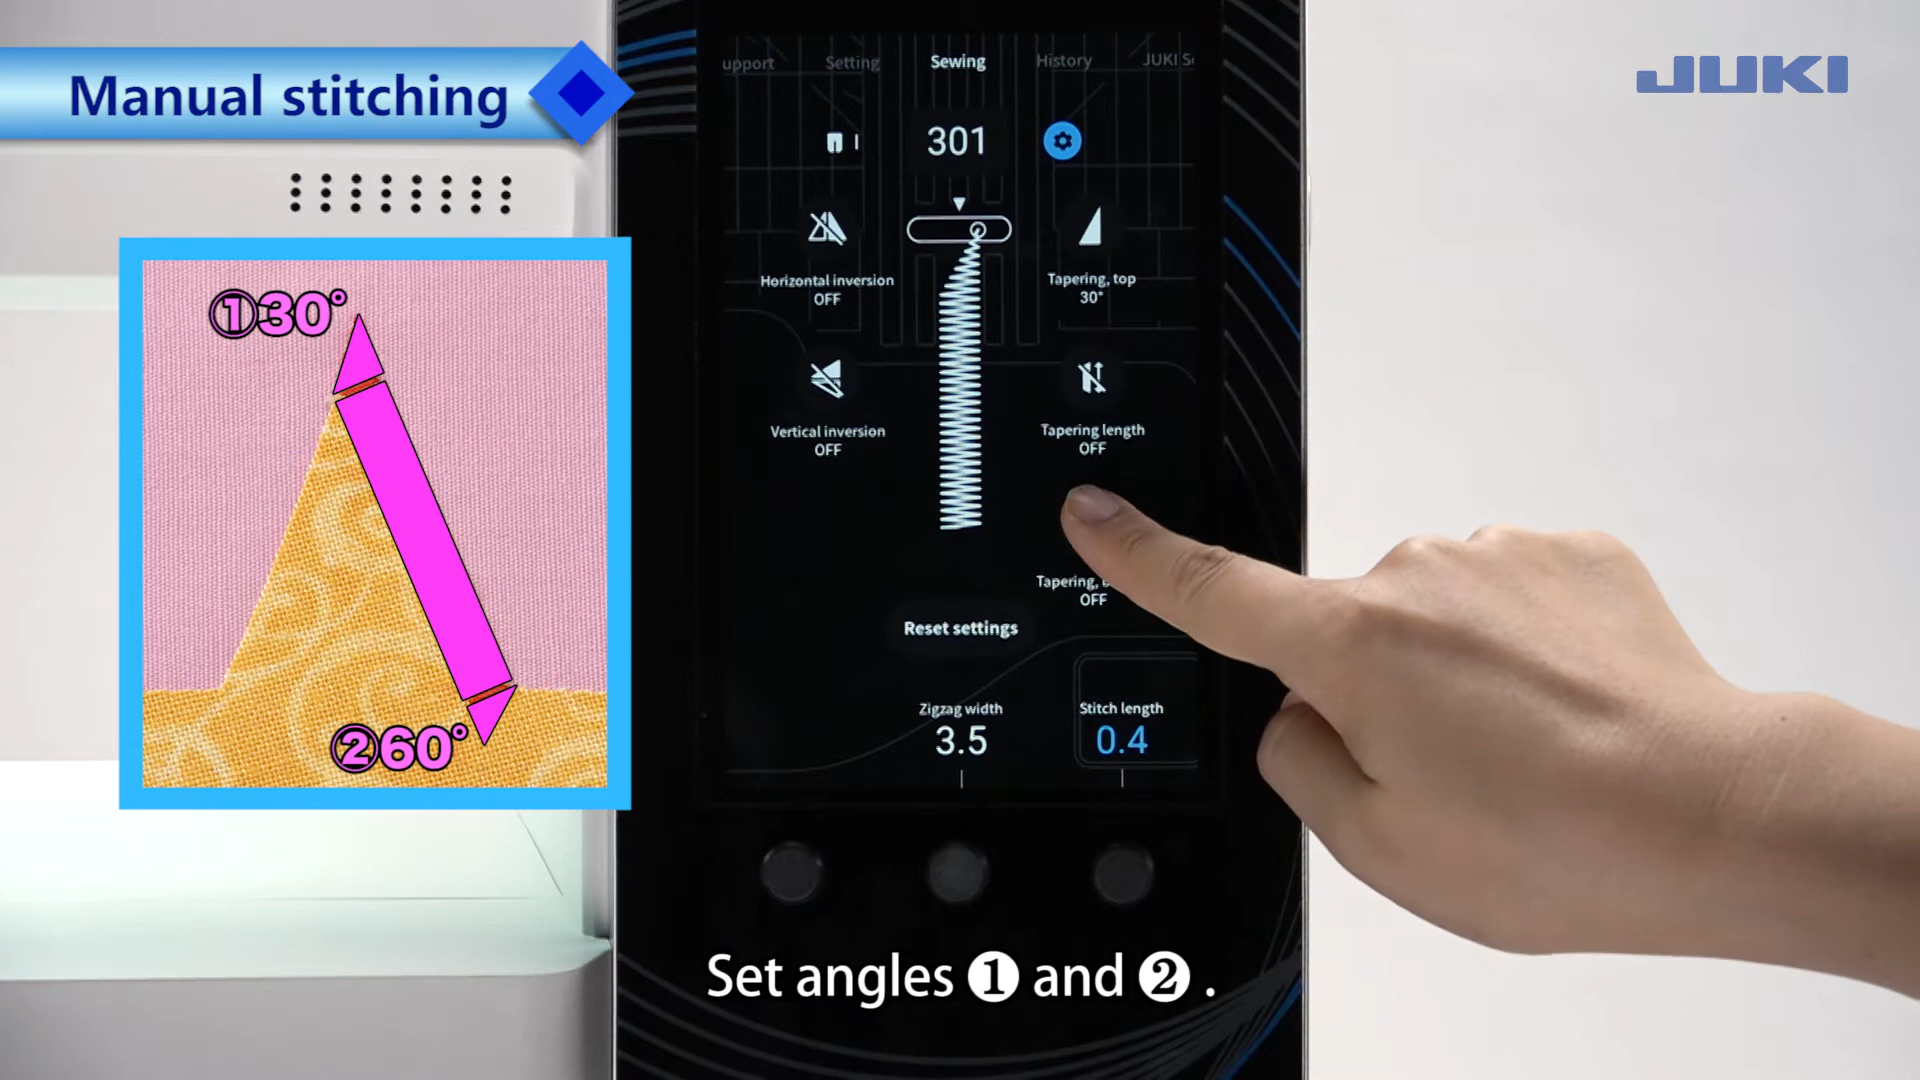 Manual stitching
JUKI
upport Setting Sewing History JUKI S
301
Horizontal inversion
OFF
Tapering, top
30°
Vertical inversion
OFF
Tapering length
OFF
Tapering,
OFF
Reset settings
Zigzag width
3.5
Stitch length
0.4
①30°
②60°
Set angles ❶ and ❷ .